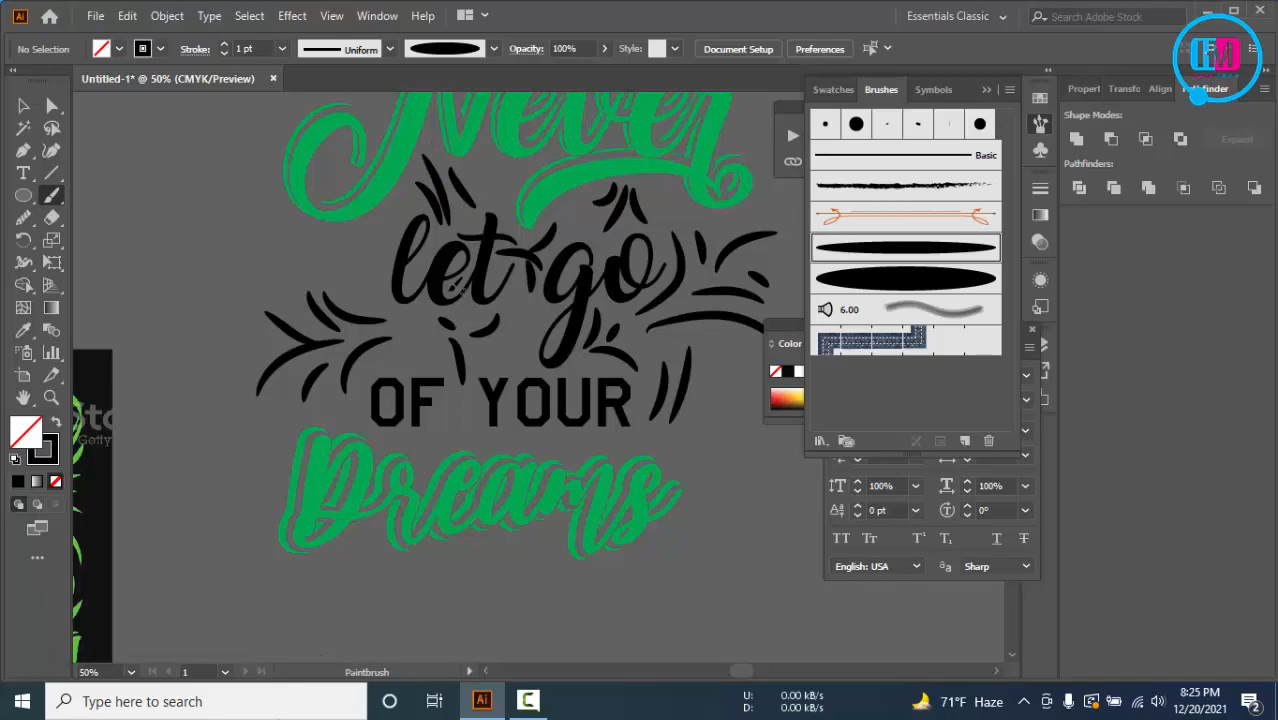 File Edit Object Type Select Effect View Window Help
Essentials Classic
Search Adobe Stock
No Selection
Stroke: 1 pt
Uniform
Opacity: 100%
Style:
Document Setup
Preferences
Untitled-1* @ 50% (CMYK/Preview)
Swatches Brushes Symbols
Properl Transfo Align Pathfinder
Shape Modes:
Expand
Pathfinders:
Basic
6.00
Color
Never
let go
OF YOUR
Dreams
100% 100%
0 pt 0°
English: USA
Sharp
50%
1
Paintbrush
Type here to search
U: 0.00 kB/s
D: 0.00 kB/s
71°F Haze
8:25 PM
12/20/2021
2